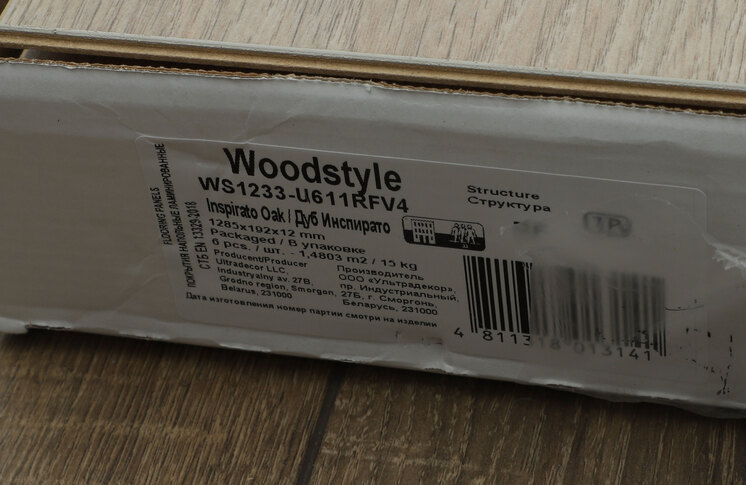 Woodstyle
WS1233-U611RFV4
Inspirato Oak / Дуб Инспирато
1285x192x12 mm
Packaged / В упаковке
6 pcs. / шт. - 1,4803 m2 / 15 kg
Producent/Producer
Ultradecor LLC,
Industryalny av. 27B,
Grodno region, Smorgon,
Belarus, 231000
Производитель
ООО «Ультрадекор»,
пр. Индустриальный,
27Б, г. Сморгонь,
Беларусь, 231000
Дата изготовления номер партии смотри на изделии
FLOORING PANELS
ПОКРЫТИЯ НАПОЛЬНЫЕ ЛАМИНИРОВАННЫЕ
СТБ EN 13329-2018
Structure
Структура
33
4 811318 013141